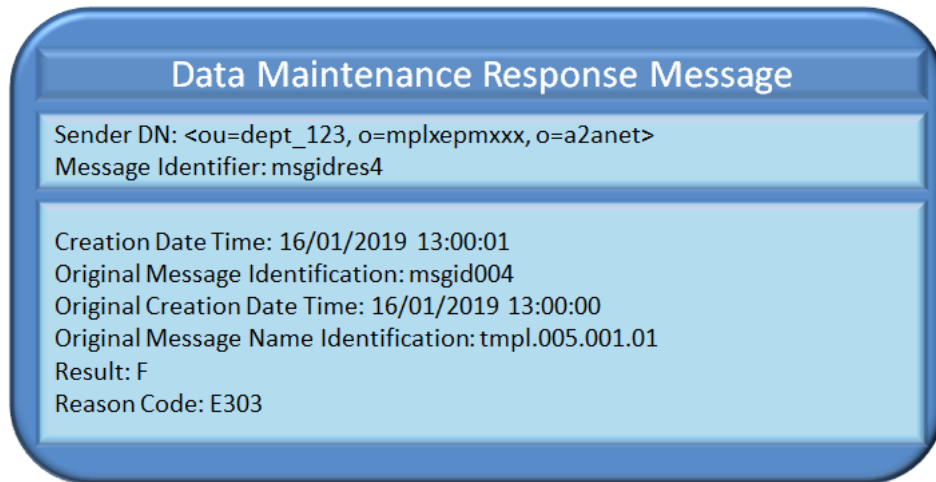 Data Maintenance Response Message
Sender DN: <ou=dept_123, o=mplxepmxxx, o=a2anet>
Message Identifier: msgidres4
Creation Date Time: 16/01/2019 13:00:01
Original Message Identification: msgid004
Original Creation Date Time: 16/01/2019 13:00:00
Original Message Name Identification: tmpl.005.001.01
Result: F
Reason Code: E303